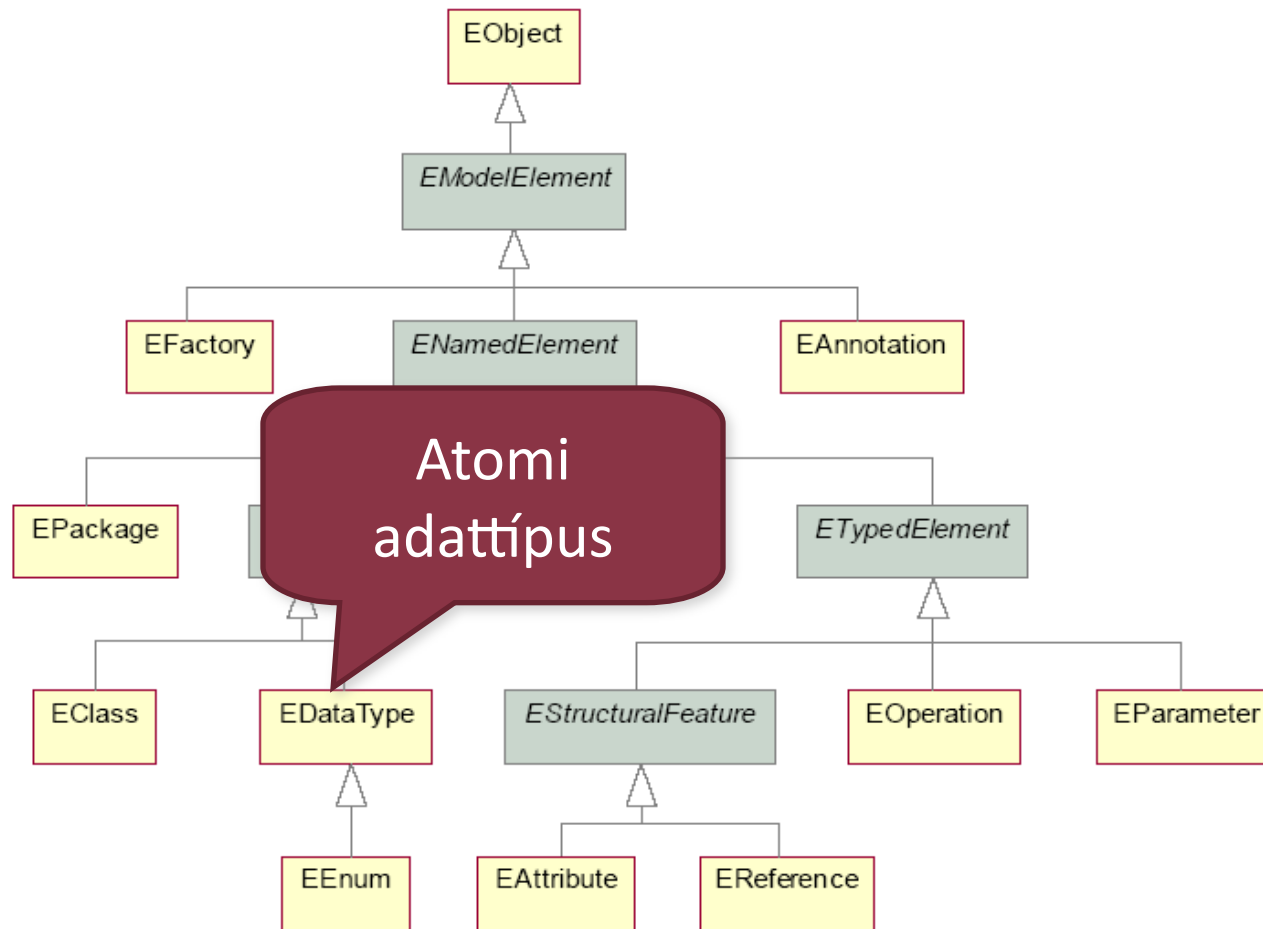 EObject
EModelElement
EFactory
ENamedElement
EAnnotation
Atomi
adattípus
EPackage
ETypedElement
EClass
EDataType
EStructuralFeature
EOperation
EParameter
EEnum
EAttribute
EReference